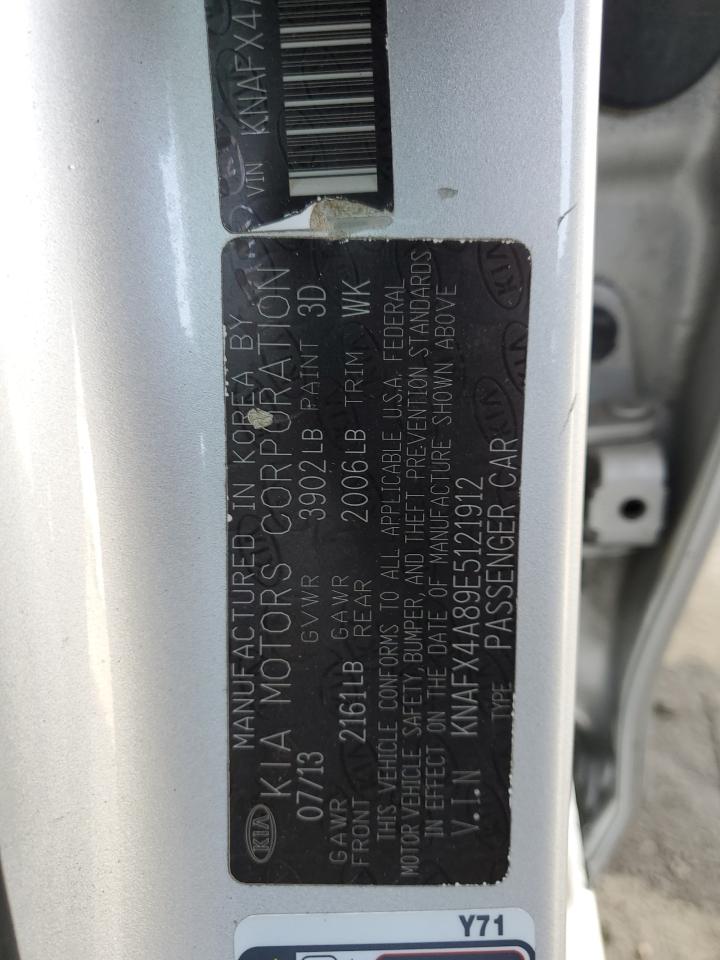 VIN KNAFX4A
MANUFACTURED IN KOREA BY
KIA KIA MOTORS CORPORATION
07/13 GVWR 3902LB PAINT 3D
GAWR FRONT 2161LB GAWR REAR 2006LB TRIM WK
THIS VEHICLE CONFORMS TO ALL APPLICABLE U.S.A. FEDERAL
MOTOR VEHICLE SAFETY, BUMPER, AND THEFT PREVENTION STANDARDS
IN EFFECT ON THE DATE OF MANUFACTURE SHOWN ABOVE
V.I.N KNAFX4A89E5121912
TYPE PASSENGER CAR
Y71